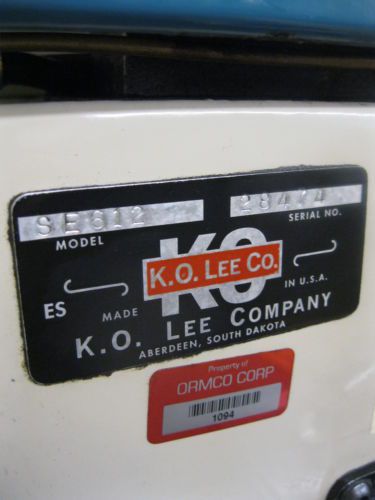 SE612 28474
MODEL SERIAL NO.
KO
K.O. LEE CO.
ES MADE IN U.S.A.
K.O. LEE COMPANY
ABERDEEN, SOUTH DAKOTA
Property of
ORMCO CORP
1094